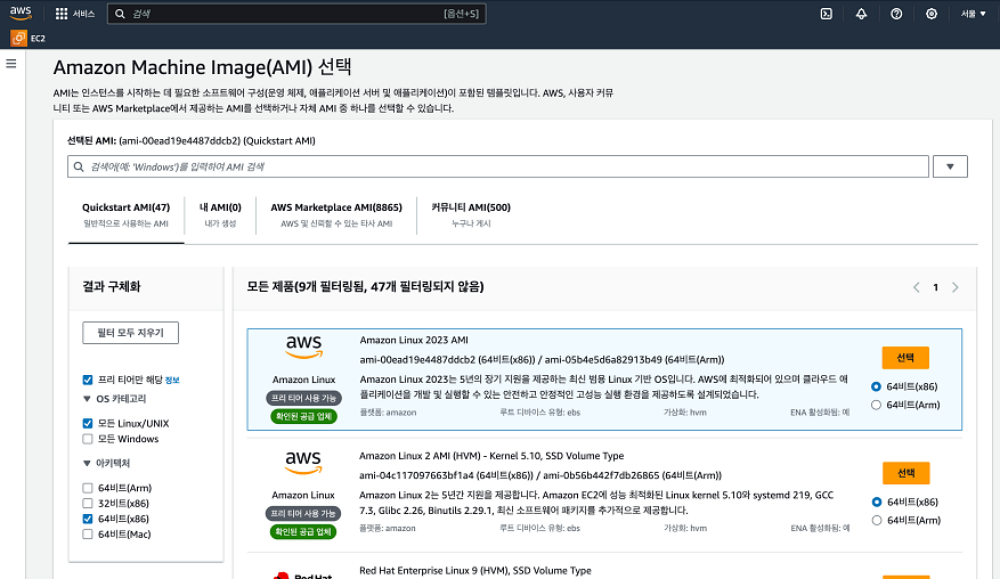 aws
서비스
검색
[옵션+S]
서울
EC2
Amazon Machine Image(AMI) 선택
AMI는 인스턴스를 시작하는 데 필요한 소프트웨어 구성(운영 체제, 애플리케이션 서버 및 애플리케이션)이 포함된 템플릿입니다. AWS, 사용자 커뮤
니티 또는 AWS Marketplace에서 제공하는 AMI를 선택하거나 자체 AMI 중 하나를 선택할 수 있습니다.
선택된 AMI: (ami-00ead19e4487ddcb2) (Quickstart AMI)
검색어(예: 'Windows')를 입력하여 AMI 검색
Quickstart AMI(47)
일반적으로 사용하는 AMI
내 AMI(0)
내가 생성
AWS Marketplace AMI(8865)
AWS 및 신뢰할 수 있는 타사 AMI
커뮤니티 AMI(500)
누구나 게시
결과 구체화
필터 모두 지우기
프리 티어만 해당 정보
OS 카테고리
모든 Linux/UNIX
모든 Windows
아키텍처
64비트(Arm)
32비트(x86)
64비트(x86)
64비트(Mac)
모든 제품(9개 필터링됨, 47개 필터링되지 않음)
1
aws
Amazon Linux
프리 티어 사용 가능
확인된 공급 업체
Amazon Linux 2023 AMI
ami-00ead19e4487ddcb2 (64비트(x86)) / ami-05b4e5d6a82913b49 (64비트(Arm))
Amazon Linux 2023는 5년의 장기 지원을 제공하는 최신 범용 Linux 기반 OS입니다. AWS에 최적화되어 있으며 클라우드 애
플리케이션을 개발 및 실행할 수 있는 안전하고 안정적인 고성능 실행 환경을 제공하도록 설계되었습니다.
플랫폼: amazon 루트 디바이스 유형: ebs 가상화: hvm ENA 활성화됨: 예
선택
64비트(x86)
64비트(Arm)
aws
Amazon Linux
프리 티어 사용 가능
확인된 공급 업체
Amazon Linux 2 AMI (HVM) - Kernel 5.10, SSD Volume Type
ami-04c117097663bf1a4 (64비트(x86)) / ami-0b56b442f7db26865 (64비트(Arm))
Amazon Linux 2는 5년간 지원을 제공합니다. Amazon EC2에 성능 최적화된 Linux kernel 5.10와 systemd 219, GCC
7.3, Glibc 2.26, Binutils 2.29.1, 최신 소프트웨어 패키지를 추가적으로 제공합니다.
플랫폼: amazon 루트 디바이스 유형: ebs 가상화: hvm ENA 활성화됨: 예
선택
64비트(x86)
64비트(Arm)
Red Hat
Red Hat Enterprise Linux 9 (HVM), SSD Volume Type